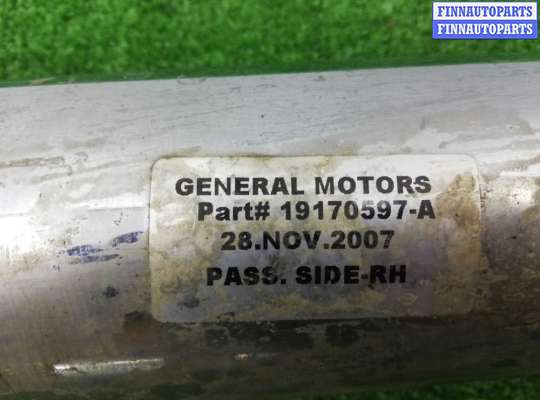 FINNAUTOPARTS
FINNAUTOPARTS
GENERAL MOTORS
Part# 19170597-A
28.NOV.2007
PASS. SIDE-RH